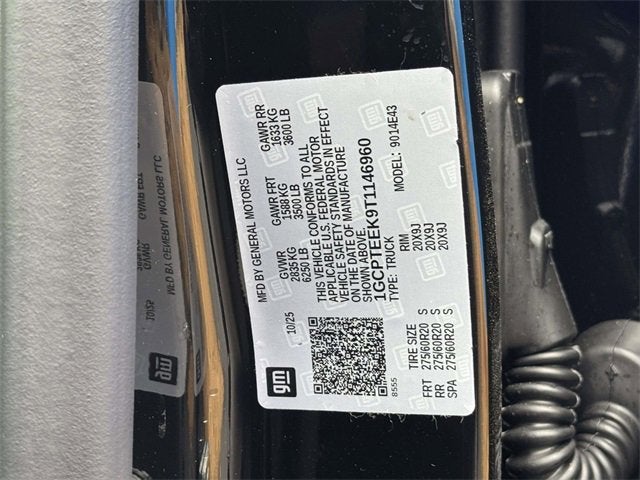 gm
10/25
MFD BY GENERAL MOTORS LLC
GVWR GAWR FRT GAWR RR
2835 KG 1588 KG 1633 KG
6250 LB 3500 LB 3600 LB
THIS VEHICLE CONFORMS TO ALL
APPLICABLE U.S. FEDERAL MOTOR
VEHICLE SAFETY STANDARDS IN EFFECT
ON THE DATE OF MANUFACTURE
SHOWN ABOVE.
1GCPTEEK9T1146960
TYPE: TRUCK MODEL: 9014E43
8555
TIRE SIZE RIM
FRT 275/60R20 S 20X9J
RR 275/60R20 S 20X9J
SPA 275/60R20 S 20X9J